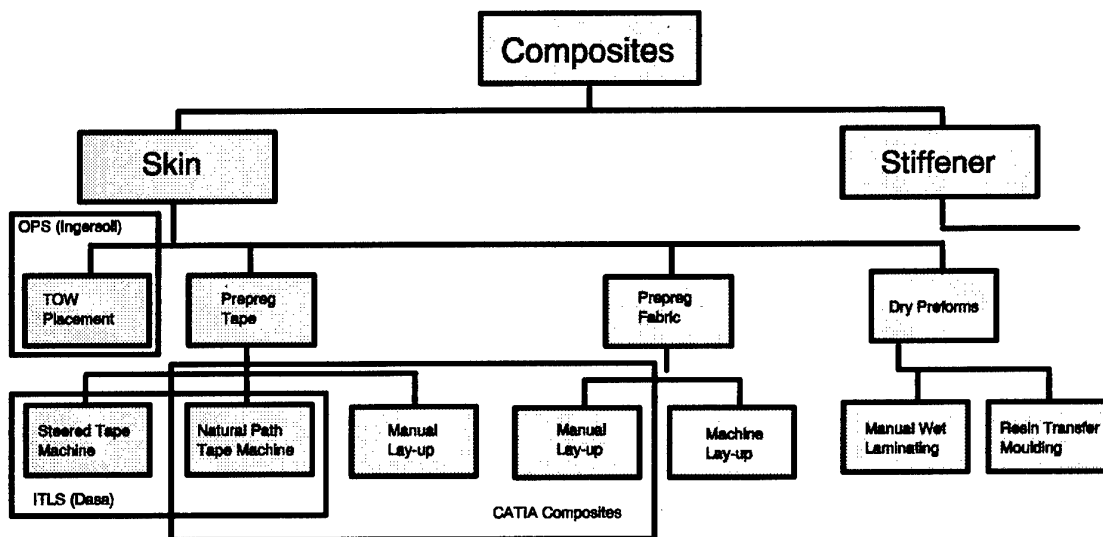 Composites
Skin
Stiffener
OPS (Ingersoll)
TOW
Placement
Prepreg
Tape
Prepreg
Fabric
Dry Preforms
Steered Tape
Machine
Natural Path
Tape Machine
Manual
Lay-up
Manual
Lay-up
Machine
Lay-up
Manual Wet
Laminating
Resin Transfer
Moulding
ITLS (Dasa)
CATIA Composites